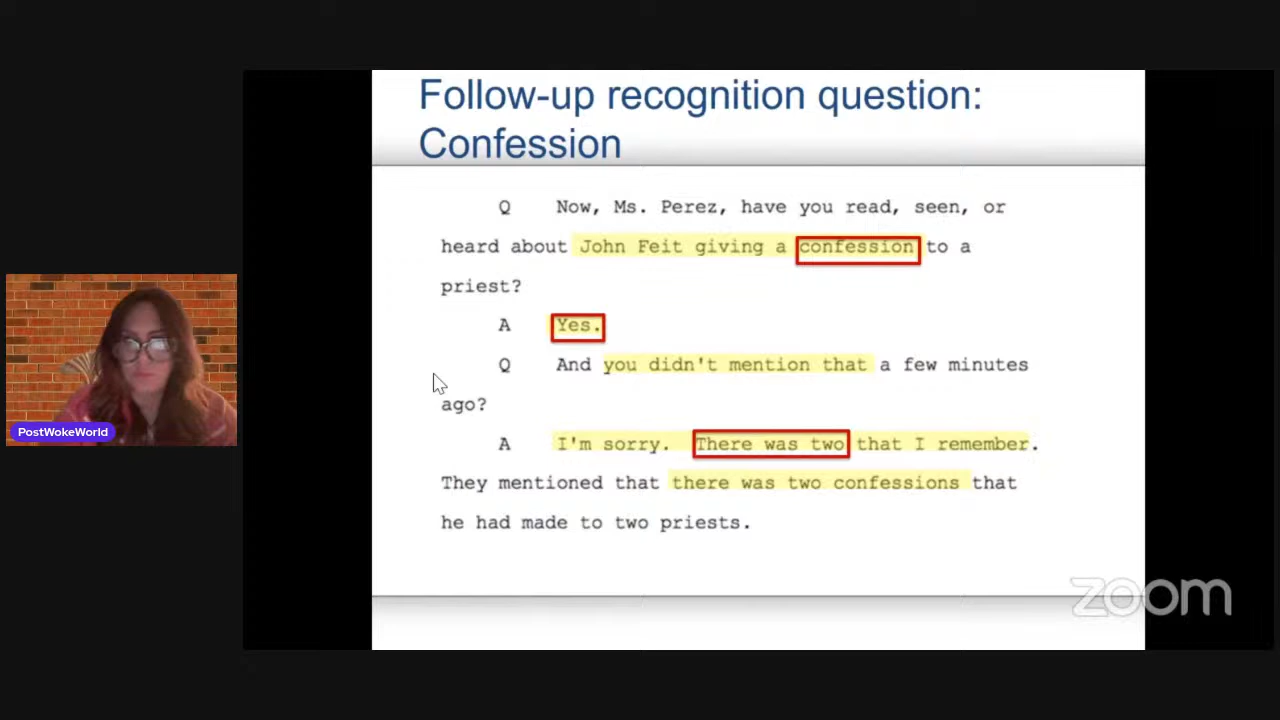 Follow-up recognition question:
Confession
Q Now, Ms. Perez, have you read, seen, or
heard about John Feit giving a confession to a
priest?
A Yes.
Q And you didn't mention that a few minutes
ago?
A I'm sorry. There was two that I remember.
They mentioned that there was two confessions that
he had made to two priests.
PostWokeWorld
zoom